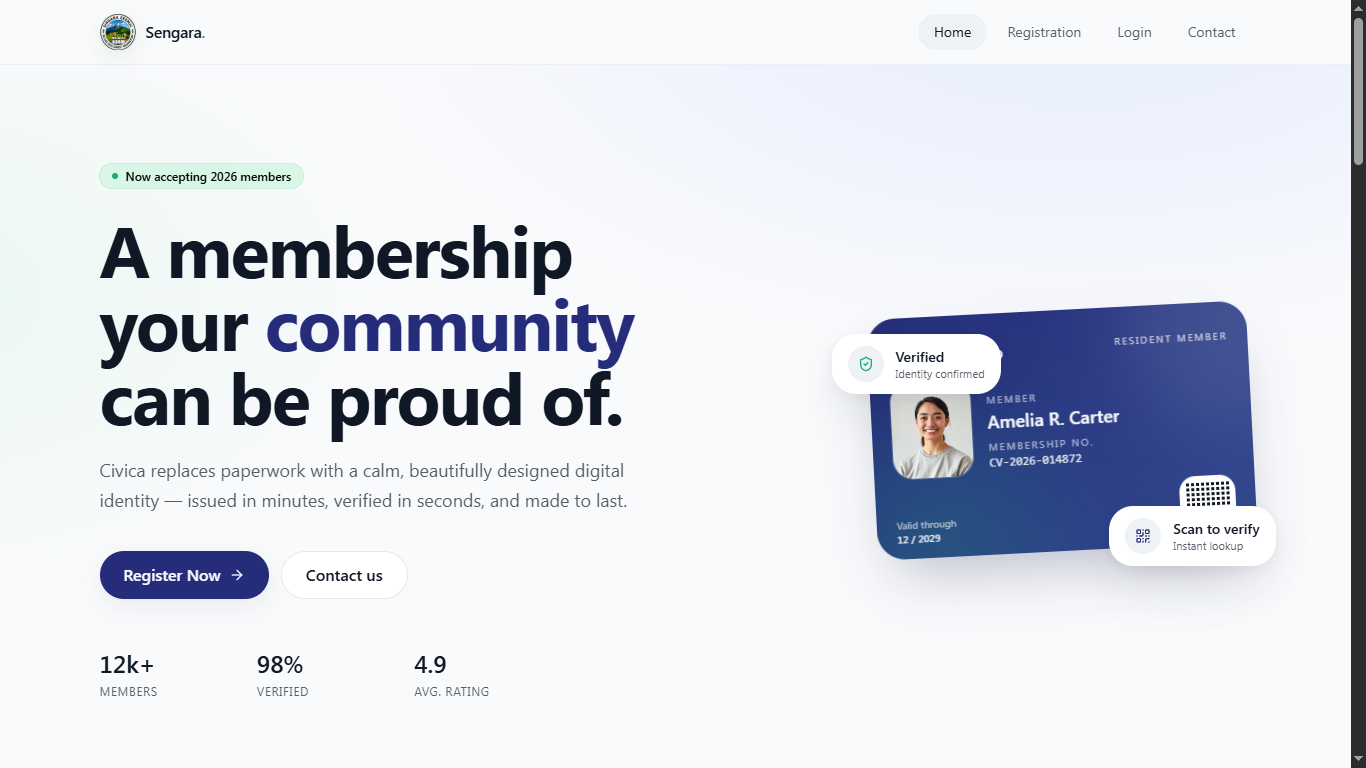 Sengara.
Home
Registration
Login
Contact
Now accepting 2026 members
A membership
your community
can be proud of.
Civica replaces paperwork with a calm, beautifully designed digital
identity — issued in minutes, verified in seconds, and made to last.
Register Now
Contact us
12k+
MEMBERS
98%
VERIFIED
4.9
AVG. RATING
RESIDENT MEMBER
Verified
Identity confirmed
MEMBER
Amelia R. Carter
MEMBERSHIP NO.
CV-2026-014872
Valid through
12 / 2029
Scan to verify
Instant lookup